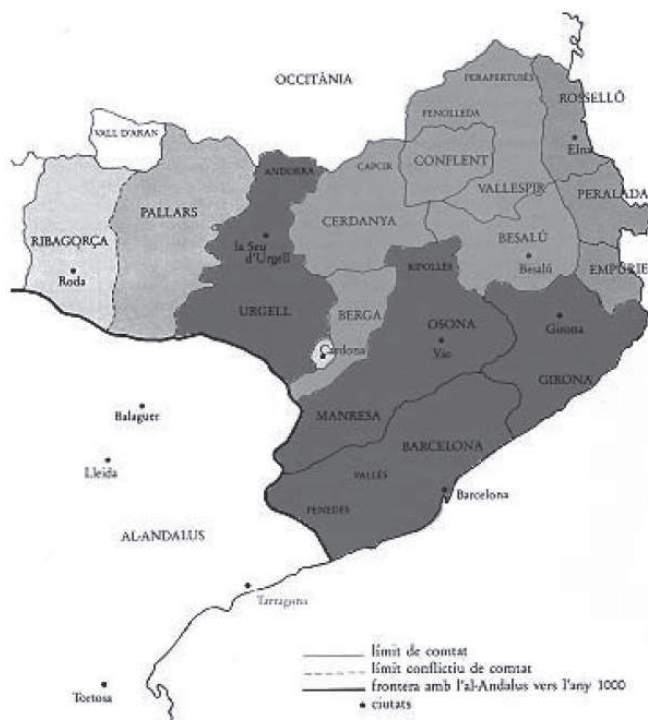 OCCITÀNIA
PERAPERTUSÈS
ROSSELLÓ
VALL D'ARAN
FENOLLEDA
Elna
ANDORRA
CAPCIR
CONFLENT
VALLESPIR
PERALADA
PALLARS
CERDANYA
RIBAGORÇA
la Seu
d'Urgell
BESALÚ
Roda
RIPOLLÈS
Besalú
EMPÚRIE
URGELL
BERGA
OSONA
Girona
Cardona
Vic
GIRONA
Balaguer
MANRESA
BARCELONA
Lleida
VALLÈS
Barcelona
PENEDÈS
AL-ANDALUS
Tarragona
Tortosa
límit de comtat
límit conflictiu de comtat
frontera amb l'al-Andalus vers l'any 1000
ciutats